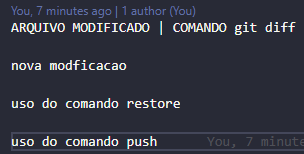 You, 7 minutes ago | 1 author (You)
ARQUIVO MODIFICADO | COMANDO git diff
nova modficacao
uso do comando restore
uso do comando push You, 7 minute